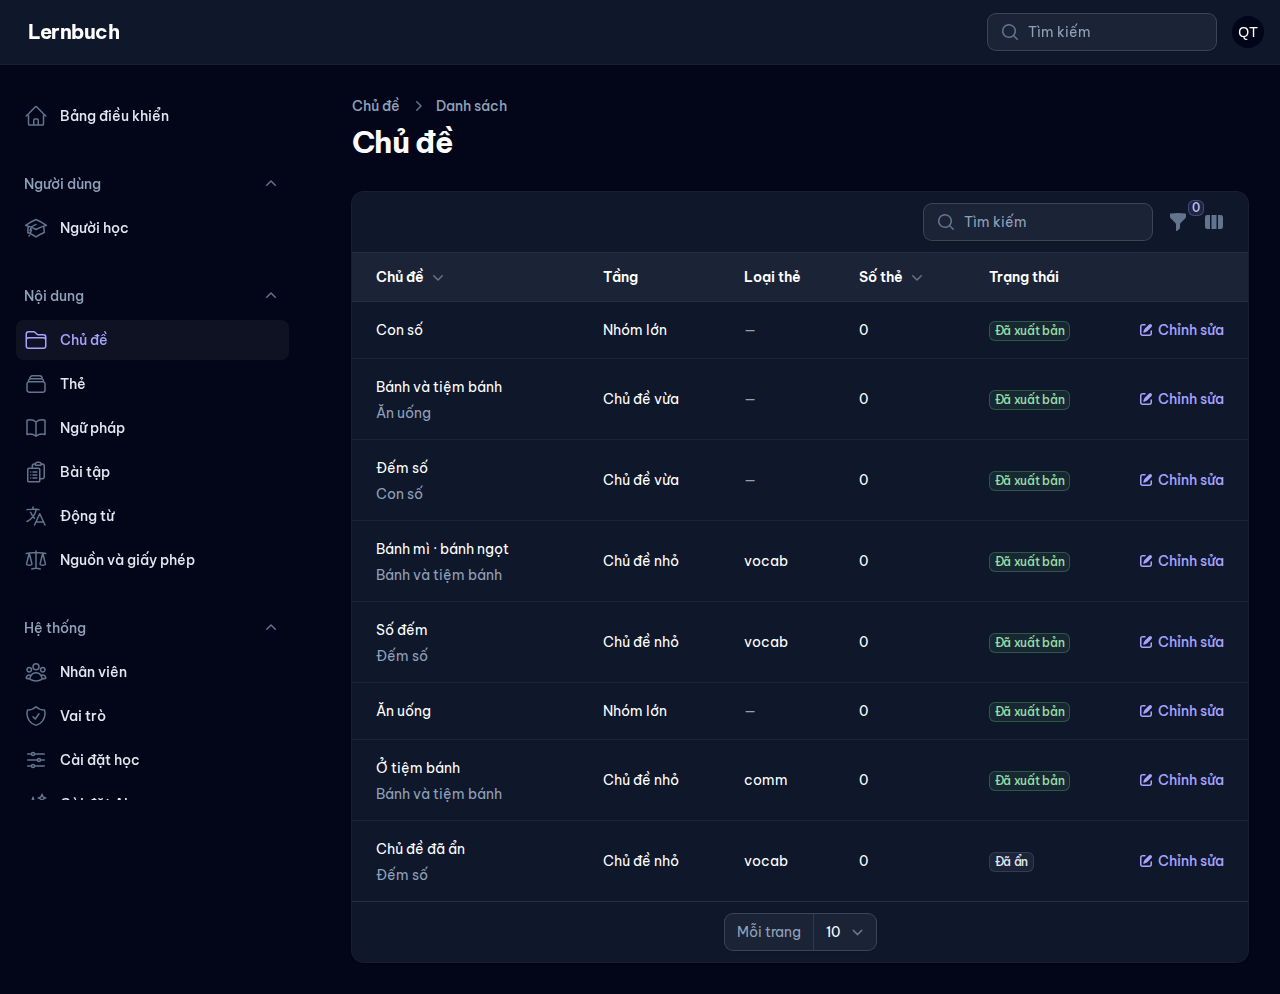 Lernbuch
Tìm kiếm
QT
Bảng điều khiển
Người dùng
Người học
Nội dung
Chủ đề
Thẻ
Ngữ pháp
Bài tập
Động từ
Nguồn và giấy phép
Hệ thống
Nhân viên
Vai trò
Cài đặt học
Chủ đề Danh sách
Chủ đề
Tìm kiếm
0
Chủ đề Tầng Loại thẻ Số thẻ Trạng thái
Con số Nhóm lớn — 0 Đã xuất bản Chỉnh sửa
Bánh và tiệm bánh
Ăn uống
Chủ đề vừa — 0 Đã xuất bản Chỉnh sửa
Đếm số
Con số
Chủ đề vừa — 0 Đã xuất bản Chỉnh sửa
Bánh mì · bánh ngọt
Bánh và tiệm bánh
Chủ đề nhỏ vocab 0 Đã xuất bản Chỉnh sửa
Số đếm
Đếm số
Chủ đề nhỏ vocab 0 Đã xuất bản Chỉnh sửa
Ăn uống Nhóm lớn — 0 Đã xuất bản Chỉnh sửa
Ở tiệm bánh
Bánh và tiệm bánh
Chủ đề nhỏ comm 0 Đã xuất bản Chỉnh sửa
Chủ đề đã ẩn
Đếm số
Chủ đề nhỏ vocab 0 Đã ẩn Chỉnh sửa
Mỗi trang 10